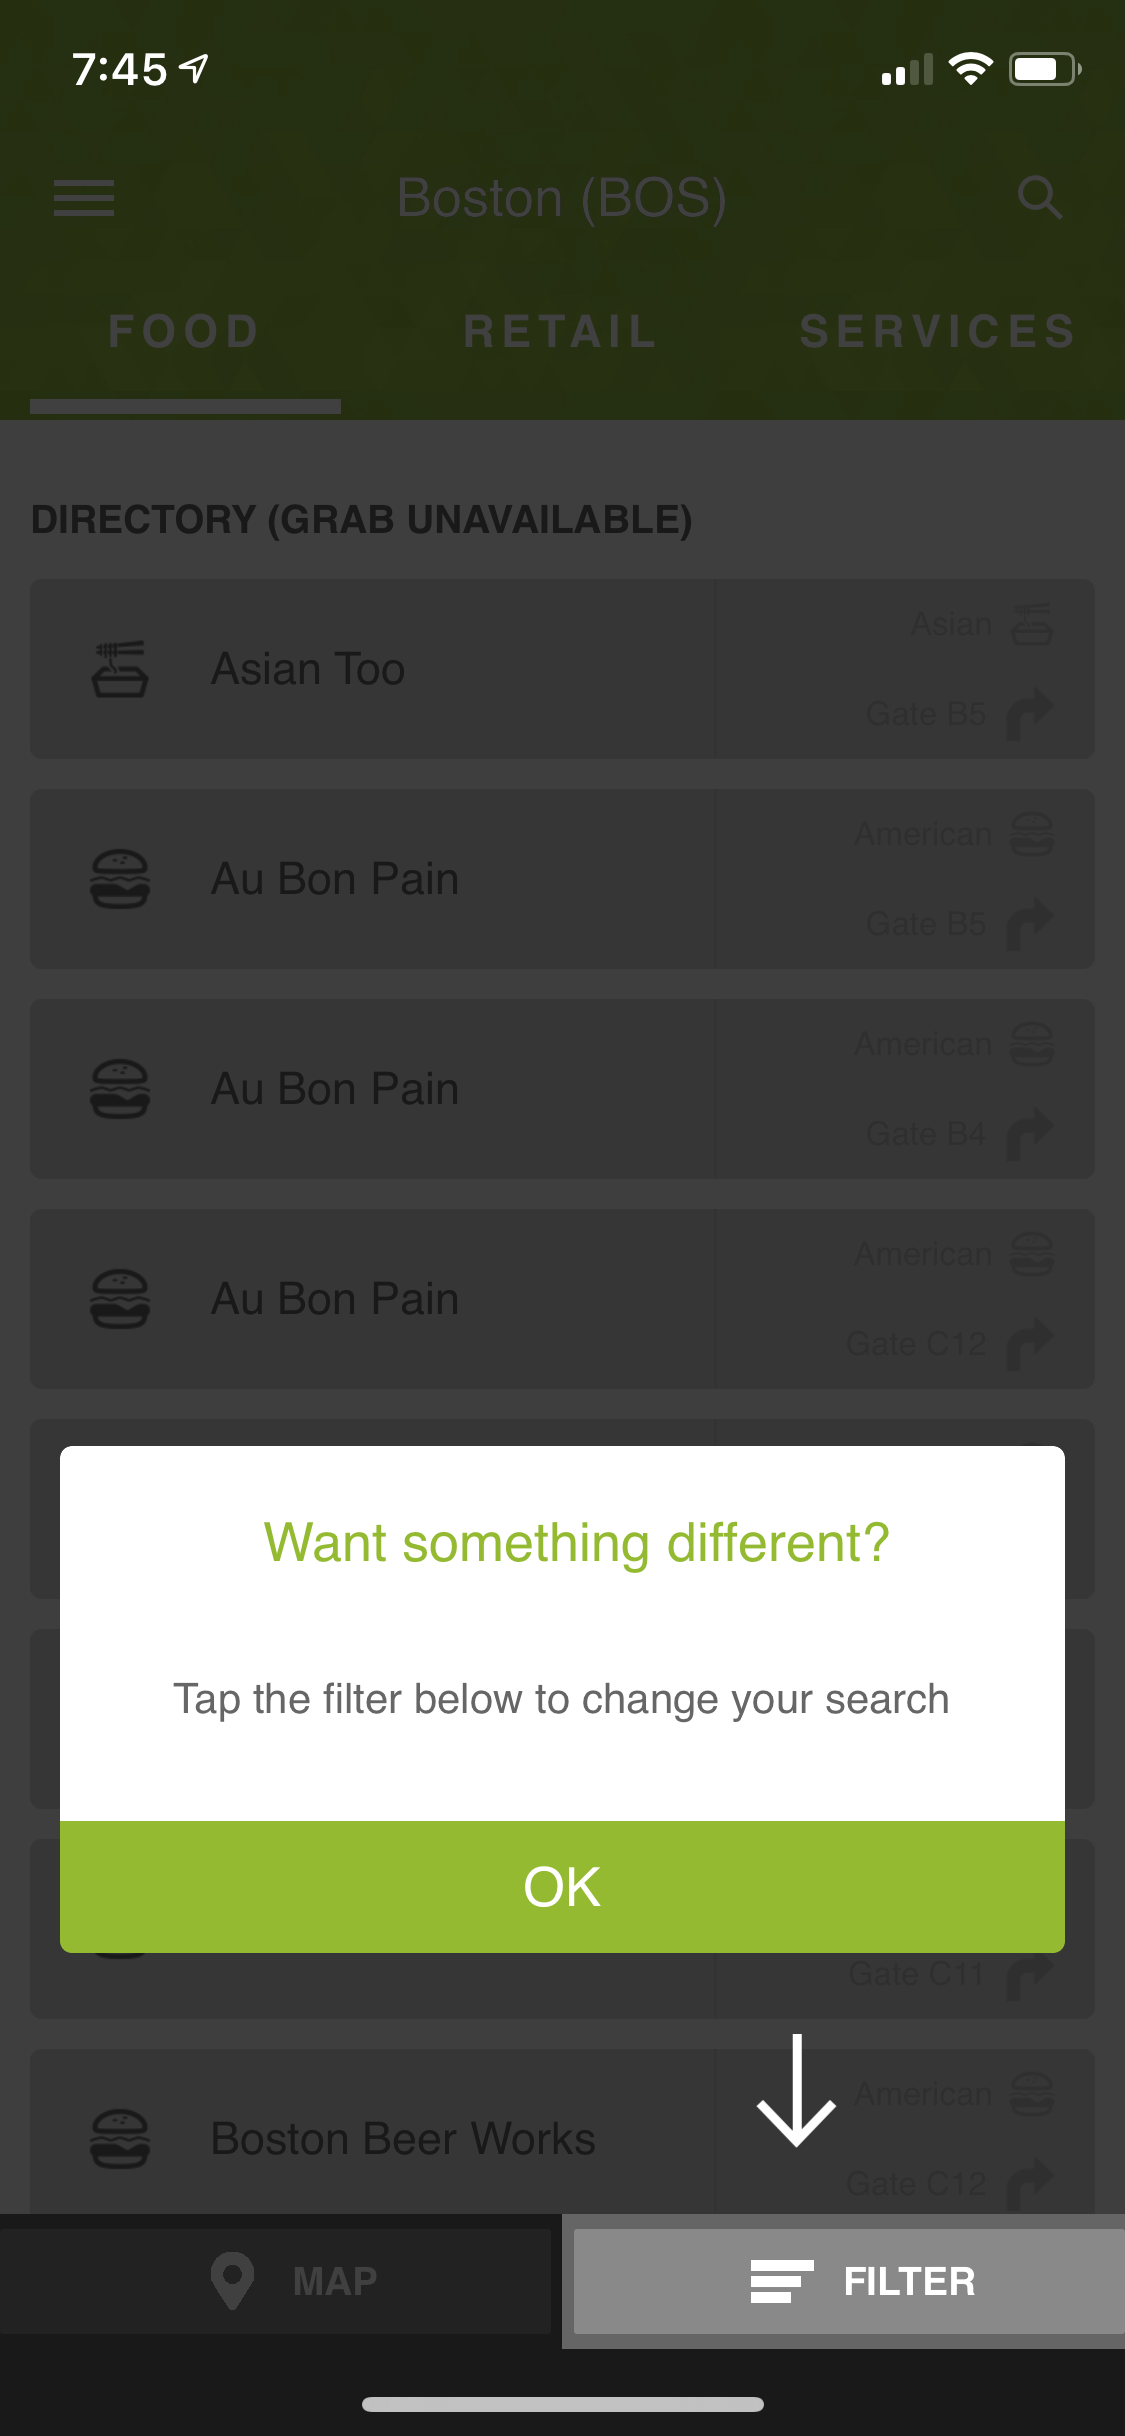 7:45
Boston (BOS)
FOOD RETAIL SERVICES
DIRECTORY (GRAB UNAVAILABLE)
Asian Too
Asian
Gate B5
Au Bon Pain
American
Gate B5
Au Bon Pain
American
Gate B4
Au Bon Pain
American
Gate C12
Want something different?
Tap the filter below to change your search
OK
Gate C11
Boston Beer Works
American
Gate C12
MAP FILTER